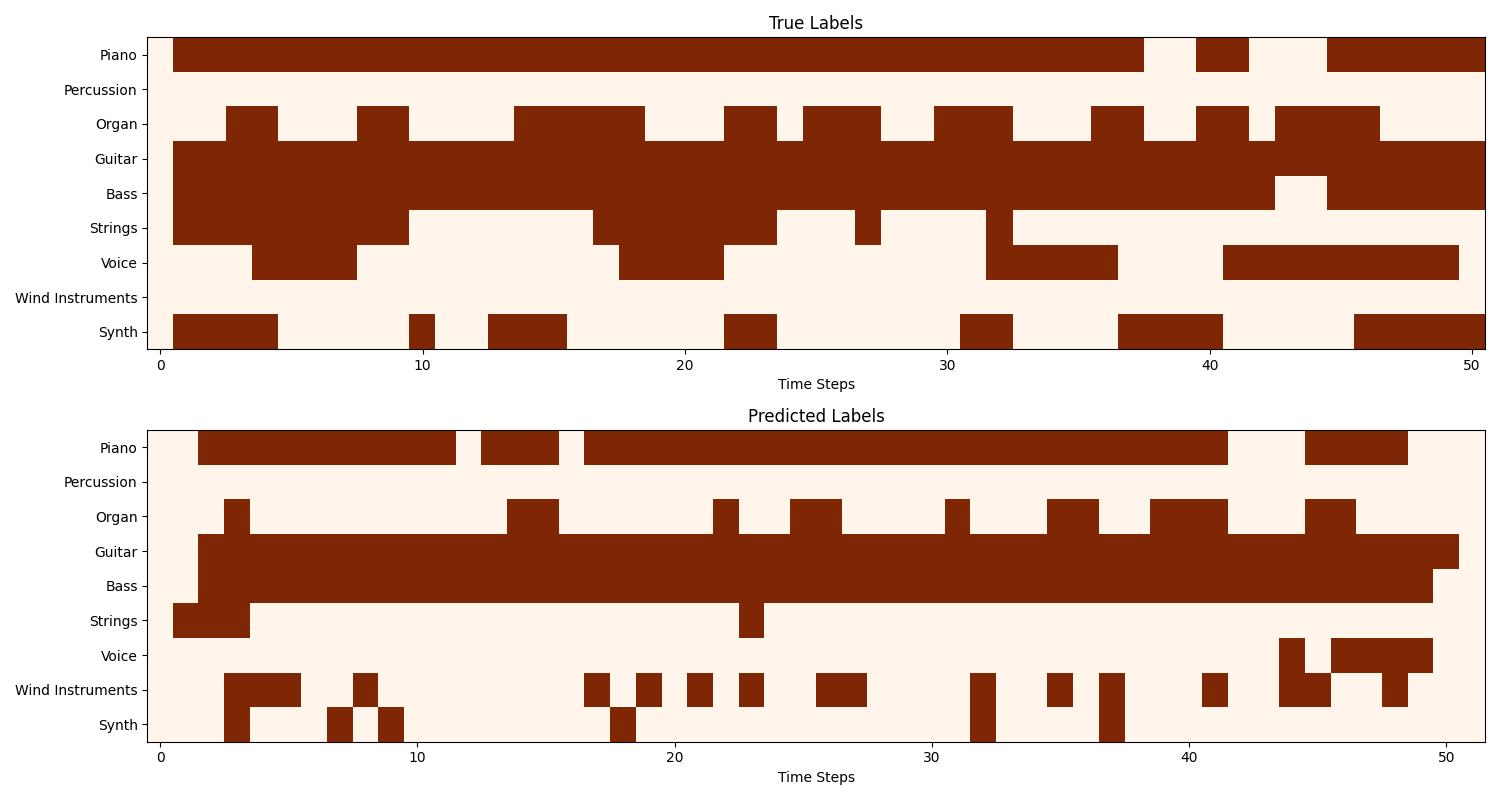 True Labels
Piano
Percussion
Organ
Guitar
Bass
Strings
Voice
Wind Instruments
Synth
0 10 20 30 40 50
Time Steps
Predicted Labels
Piano
Percussion
Organ
Guitar
Bass
Strings
Voice
Wind Instruments
Synth
0 10 20 30 40 50
Time Steps